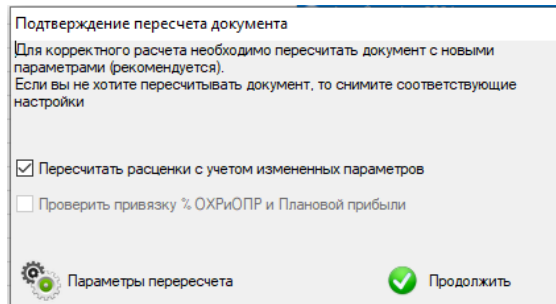 Подтверждение пересчета документа
Для корректного расчета необходимо пересчитать документ с новыми
параметрами (рекомендуется).
Если вы не хотите пересчитывать документ, то снимите соответствующие
настройки
Пересчитать расценки с учетом измененных параметров
Проверить привязку % ОХРиОПР и Плановой прибыли
Параметры перерасчета Продолжить